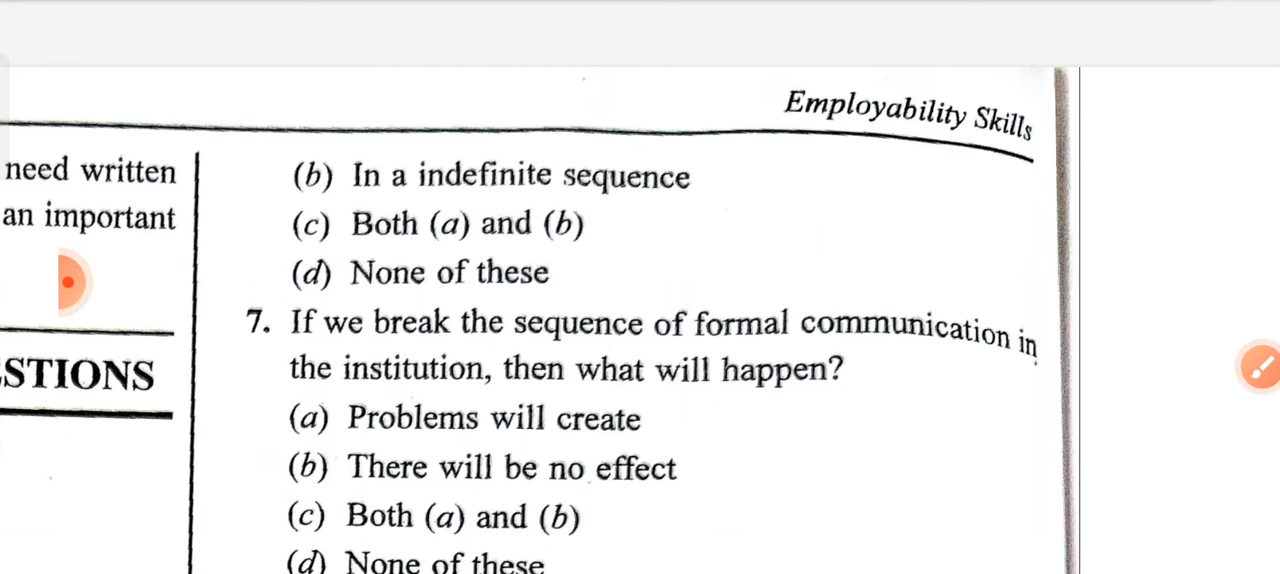 Employability Skills
need written
an important
STIONS
(b) In a indefinite sequence
(c) Both (a) and (b)
(d) None of these
7. If we break the sequence of formal communication in
the institution, then what will happen?
(a) Problems will create
(b) There will be no effect
(c) Both (a) and (b)
(d) None of these